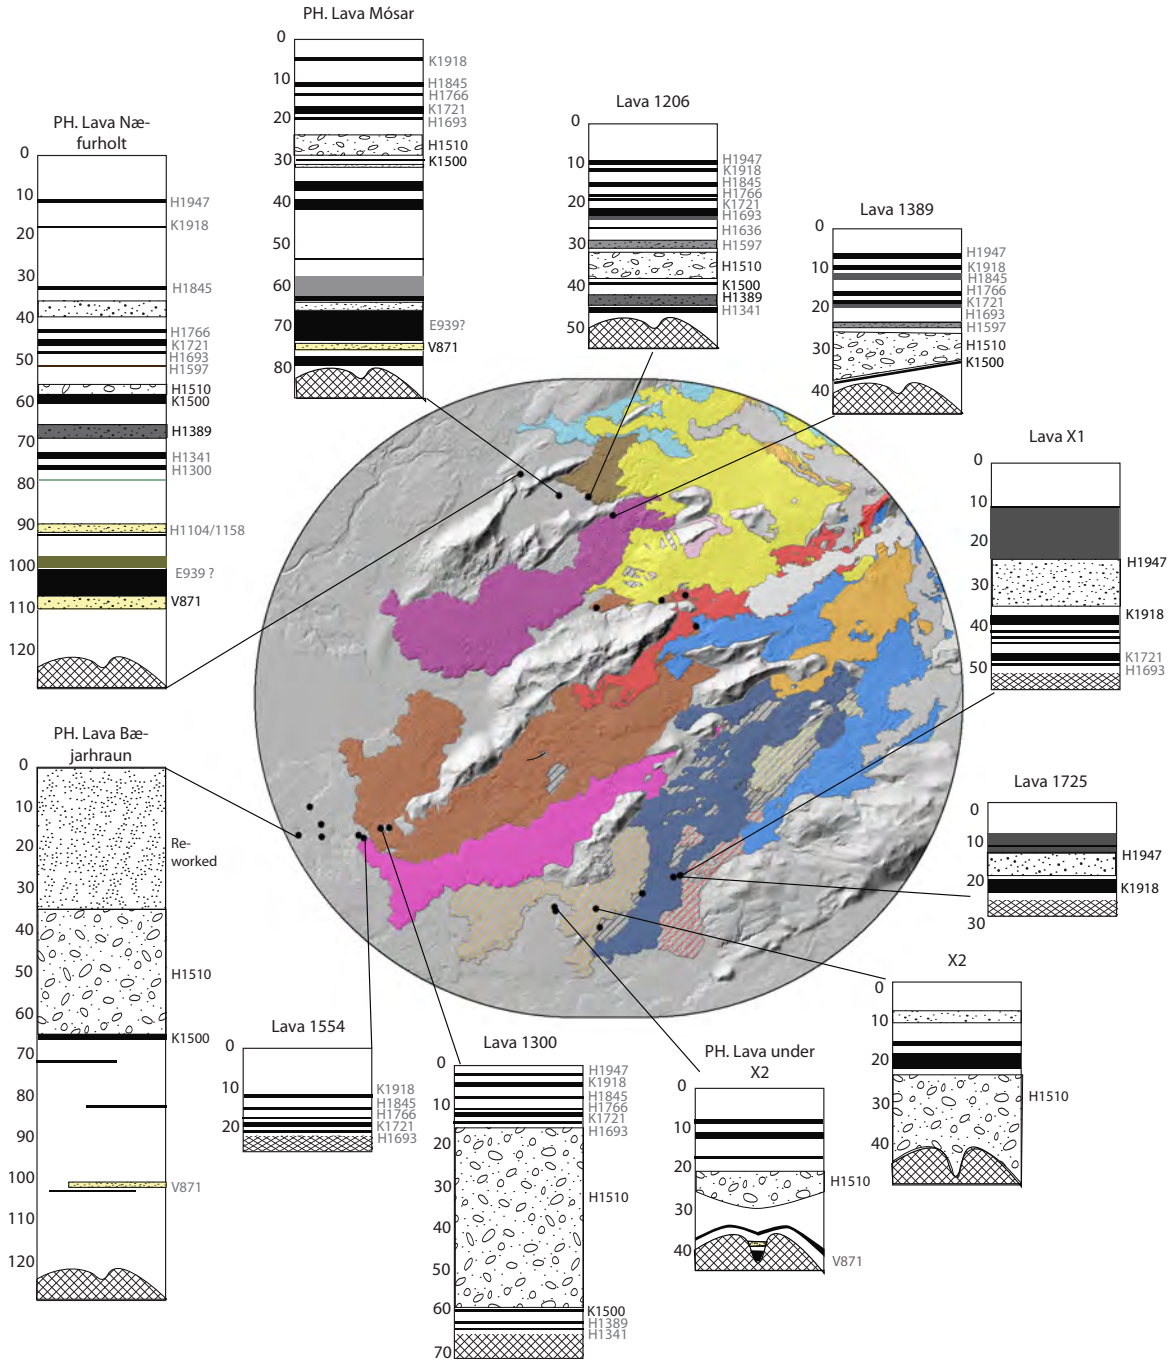 PH. Lava Mósar
0
10
20
30
40
50
60
70
80
K1918
H1845
H1766
K1721
H1693
H1510
K1500
E939?
V871
PH. Lava Næ-
furholt
0
10
20
30
40
50
60
70
80
90
100
110
120
H1947
K1918
H1845
H1766
K1721
H1693
H1597
H1510
K1500
H1389
H1341
H1300
H1104/1158
E939 ?
V871
Lava 1206
0
10
20
30
40
50
H1947
K1918
H1845
H1766
K1721
H1693
H1636
H1597
H1510
K1500
H1389
H1341
Lava 1389
0
10
20
30
40
H1947
K1918
H1845
H1766
K1721
H1693
H1597
H1510
K1500
Lava X1
0
10
20
30
40
50
H1947
K1918
K1721
H1693
Lava 1725
0
10
20
30
H1947
K1918
X2
0
10
20
30
40
H1510
PH. Lava Bæ-
jarhraun
0
10
20
30
40
50
60
70
80
90
100
110
120
Re-
worked
H1510
K1500
V871
Lava 1554
0
10
20
K1918
H1845
H1766
K1721
H1693
Lava 1300
0
10
20
30
40
50
60
70
H1947
K1918
H1845
H1766
K1721
H1693
H1510
K1500
H1389
H1341
PH. Lava under
X2
0
10
20
30
40
H1510
V871